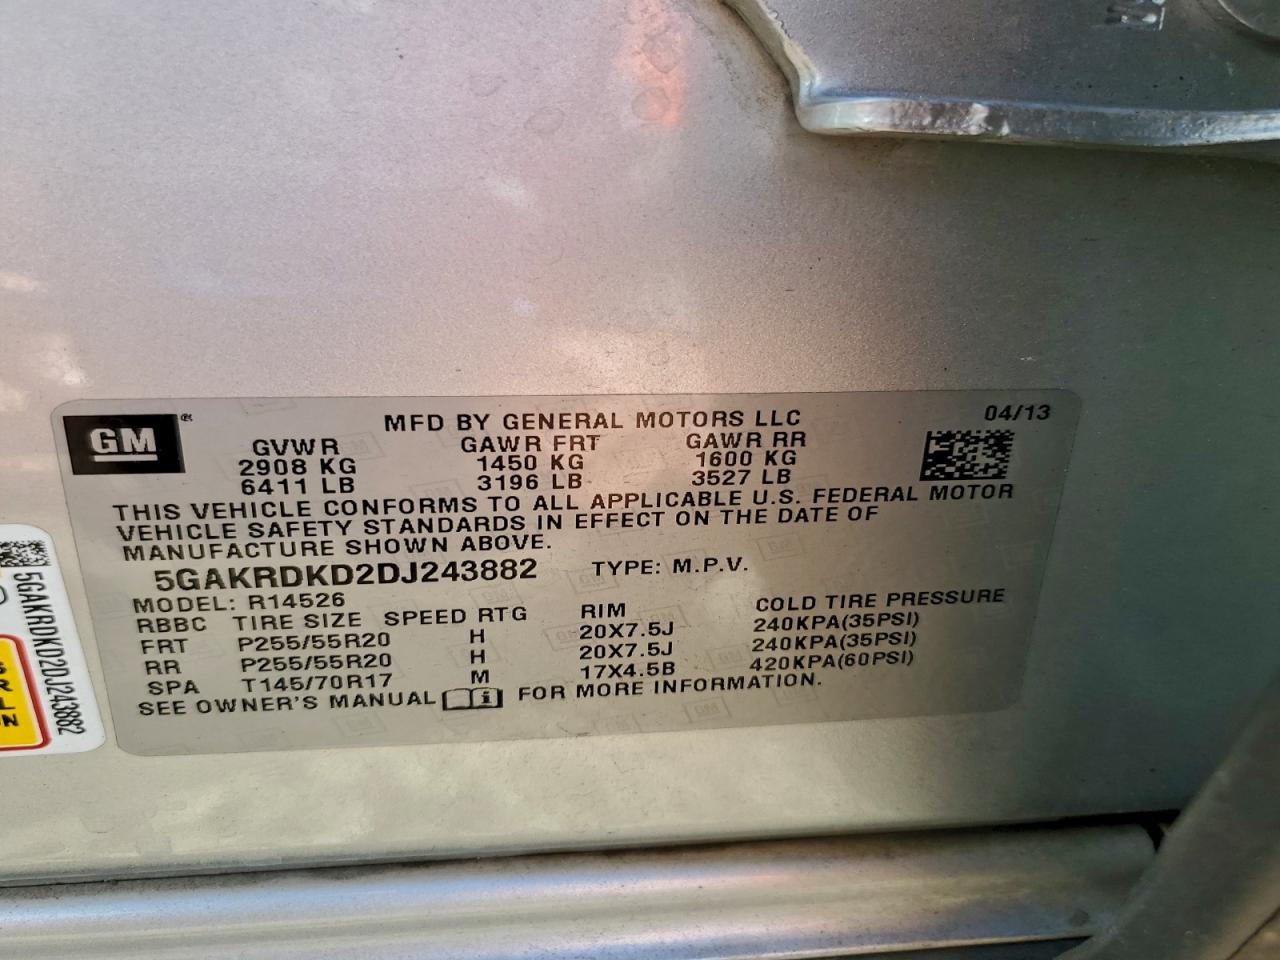 GM ®
MFD BY GENERAL MOTORS LLC 04/13
GVWR GAWR FRT GAWR RR
2908 KG 1450 KG 1600 KG
6411 LB 3196 LB 3527 LB
THIS VEHICLE CONFORMS TO ALL APPLICABLE U.S. FEDERAL MOTOR
VEHICLE SAFETY STANDARDS IN EFFECT ON THE DATE OF
MANUFACTURE SHOWN ABOVE.
5GAKRDKD2DJ243882 TYPE: M.P.V.
MODEL: R14526
RBBC TIRE SIZE SPEED RTG RIM COLD TIRE PRESSURE
FRT P255/55R20 H 20X7.5J 240KPA(35PSI)
RR P255/55R20 H 20X7.5J 240KPA(35PSI)
SPA T145/70R17 M 17X4.5B 420KPA(60PSI)
SEE OWNER'S MANUAL FOR MORE INFORMATION.
5GAKRDKD2DJ243882